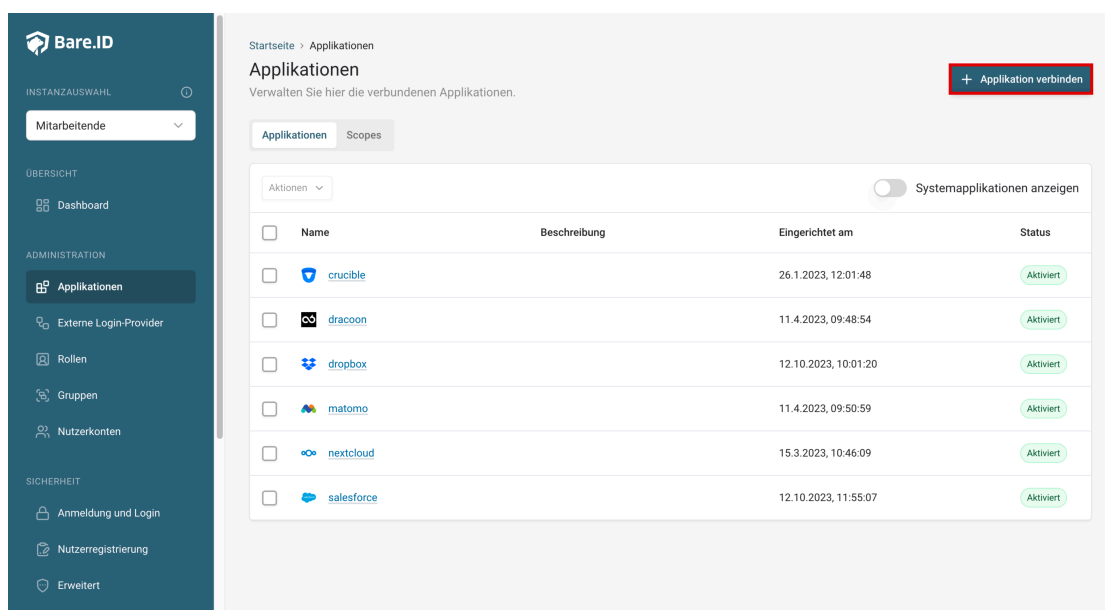 Bare.ID
INSTANZAUSWAHL
Mitarbeitende
ÜBERSICHT
Dashboard
ADMINISTRATION
Applikationen
Externe Login-Provider
Rollen
Gruppen
Nutzerkonten
SICHERHEIT
Anmeldung und Login
Nutzerregistrierung
Erweitert
Startseite > Applikationen
Applikationen
Verwalten Sie hier die verbundenen Applikationen.
+ Applikation verbinden
Applikationen Scopes
Aktionen Systemapplikationen anzeigen
Name Beschreibung Eingerichtet am Status
crucible 26.1.2023, 12:01:48 Aktiviert
dracoon 11.4.2023, 09:48:54 Aktiviert
dropbox 12.10.2023, 10:01:20 Aktiviert
matomo 11.4.2023, 09:50:59 Aktiviert
nextcloud 15.3.2023, 10:46:09 Aktiviert
salesforce 12.10.2023, 11:55:07 Aktiviert